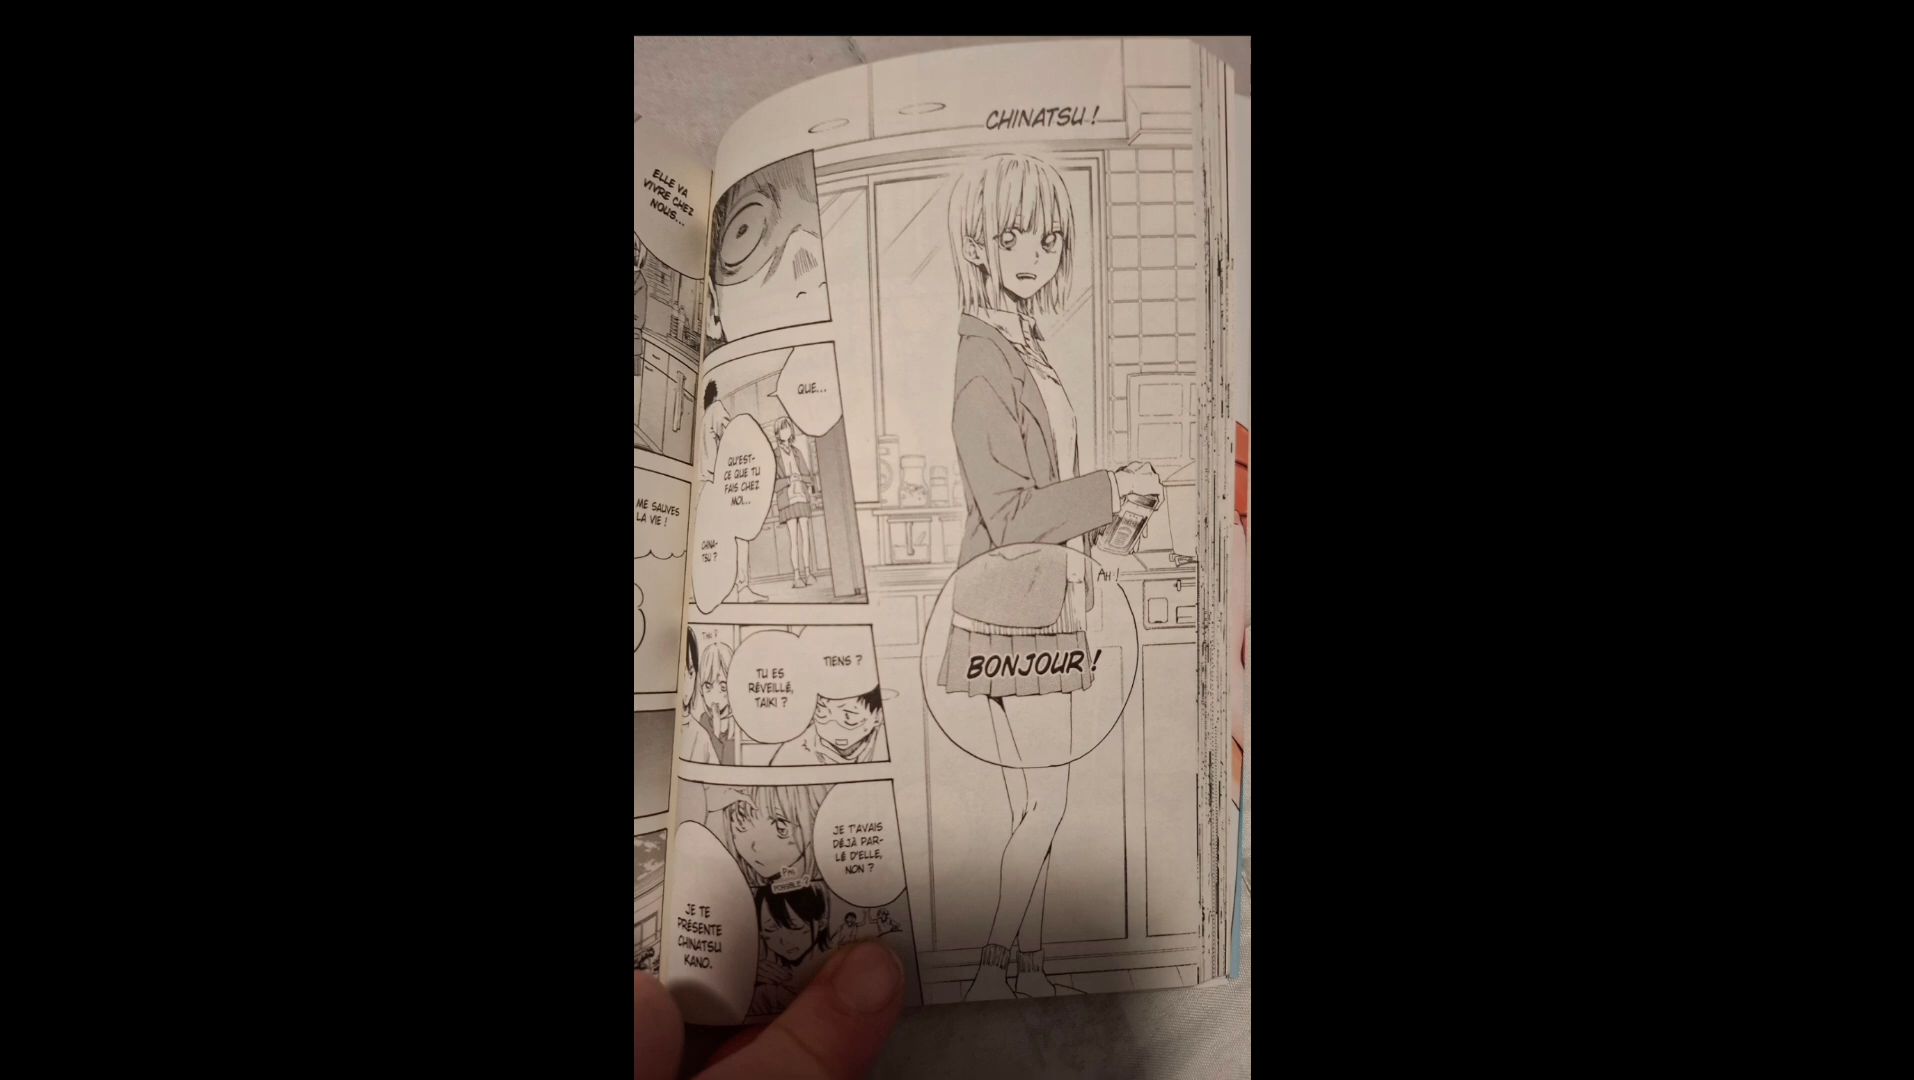 CHINATSU !
AH !
BONJOUR !
QUE...
QU'EST-
CE QUE TU
FAIS CHEZ
MOI...
CHINA-
TSU ?
TIENS ?
TU ES
RÉVEILLÉ,
TAIKI ?
JE T'AVAIS
DÉJÀ PAR-
LÉ D'ELLE,
NON ?
JE TE
PRÉSENTE
CHINATSU
KANO.
ELLE VA
VIVRE CHEZ
NOUS...
ME SAUVES
LA VIE !